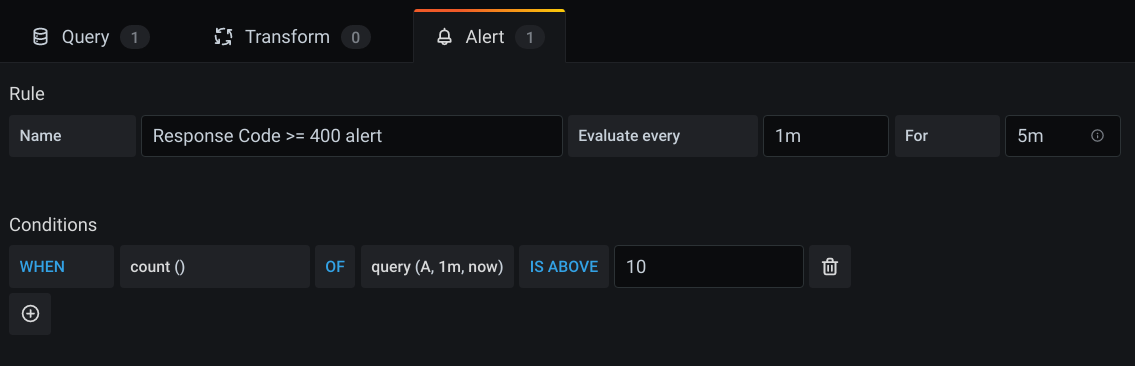 Query 1 Transform 0 Alert 1
Rule
Name Response Code >= 400 alert Evaluate every 1m For 5m
Conditions
WHEN count () OF query (A, 1m, now) IS ABOVE 10